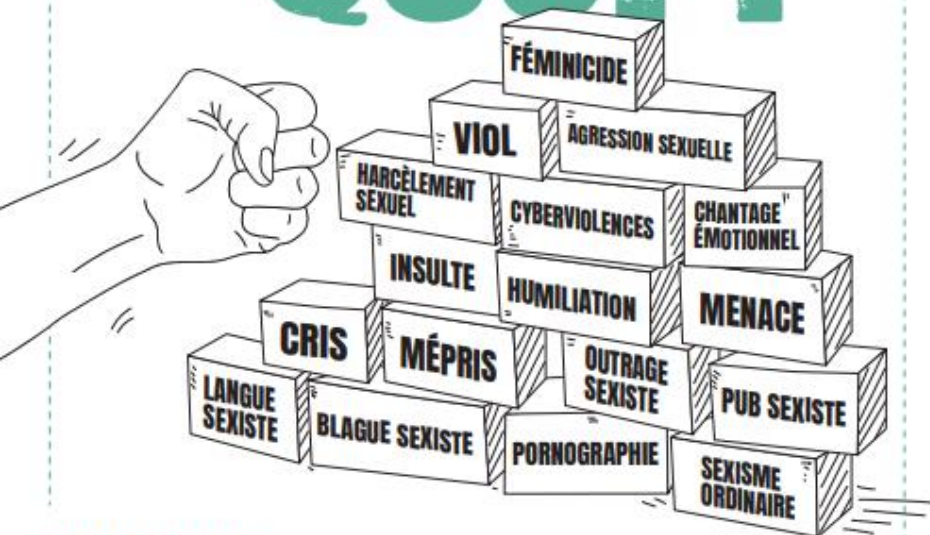 FÉMINICIDE
VIOL
AGRESSION SEXUELLE
HARCÈLEMENT
SEXUEL
CYBERVIOLENCES
CHANTAGE
ÉMOTIONNEL
INSULTE
HUMILIATION
MENACE
CRIS
MÉPRIS
OUTRAGE
SEXISTE
PUB SEXISTE
LANGUE
SEXISTE
BLAGUE SEXISTE
PORNOGRAPHIE
SEXISME
ORDINAIRE